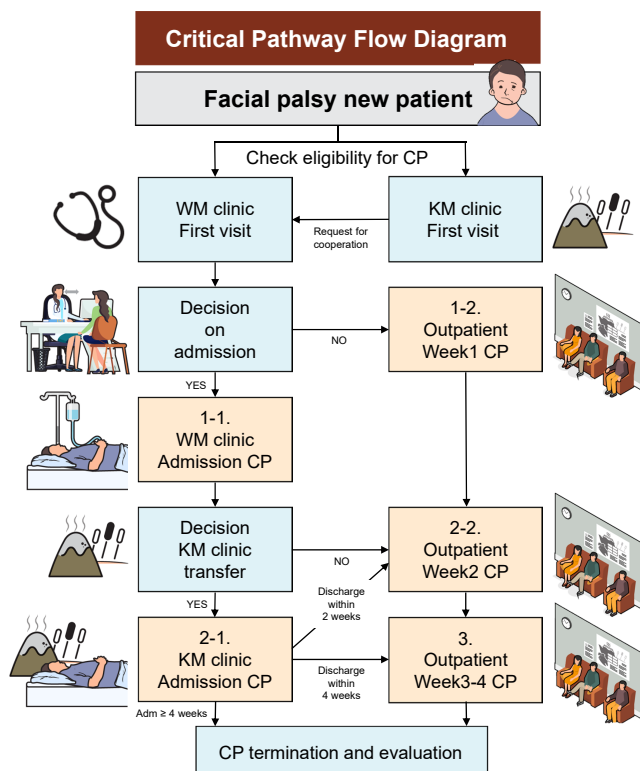 Critical Pathway Flow Diagram
Facial palsy new patient
Check eligibility for CP
WM clinic
First visit
Request for
cooperation
KM clinic
First visit
Decision
on
admission
NO
1-2.
Outpatient
Week1 CP
YES
1-1.
WM clinic
Admission CP
Decision
KM clinic
transfer
NO
2-2.
Outpatient
Week2 CP
Discharge
within
2 weeks
YES
2-1.
KM clinic
Admission CP
Discharge
within
4 weeks
3.
Outpatient
Week3-4 CP
Adm ≥ 4 weeks
CP termination and evaluation